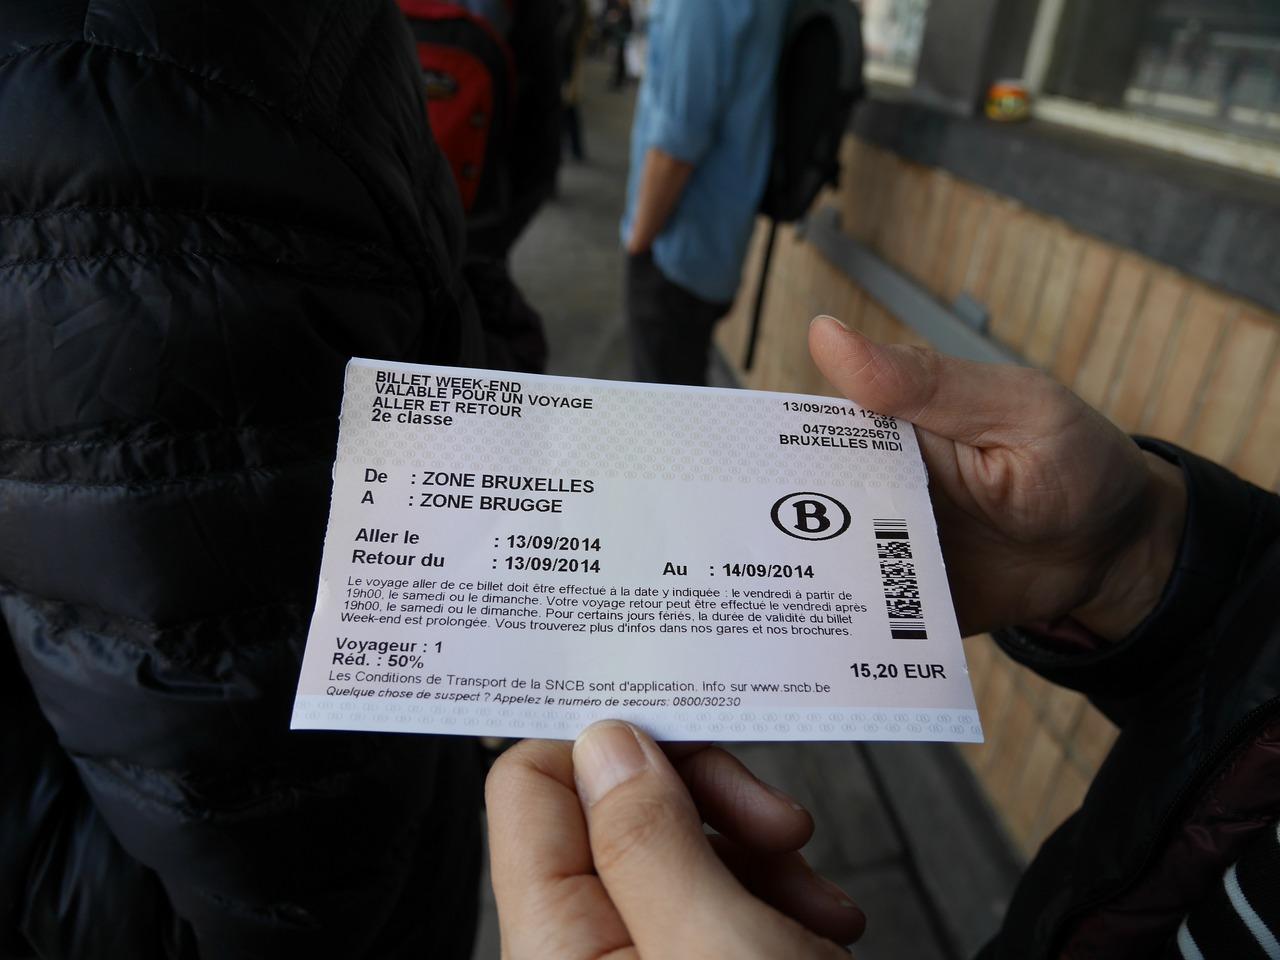 BILLET WEEK-END
VALABLE POUR UN VOYAGE
ALLER ET RETOUR
2e classe
13/09/2014
090
047923225670
BRUXELLES MIDI
De : ZONE BRUXELLES
A : ZONE BRUGGE
B
Aller le : 13/09/2014
Retour du : 13/09/2014 Au : 14/09/2014
Le voyage aller de ce billet doit être effectué à la date y indiquée : le vendredi à partir de
19h00, le samedi ou le dimanche. Votre voyage retour peut être effectué le vendredi après
19h00, le samedi ou le dimanche. Pour certains jours fériés, la durée de validité du billet
Week-end est prolongée. Vous trouverez plus d'infos dans nos gares et nos brochures.
Voyageur : 1
Réd. : 50%
15,20 EUR
Les Conditions de Transport de la SNCB sont d'application. Info sur www.sncb.be
Quelque chose de suspect ? Appelez le numéro de secours: 0800/30230